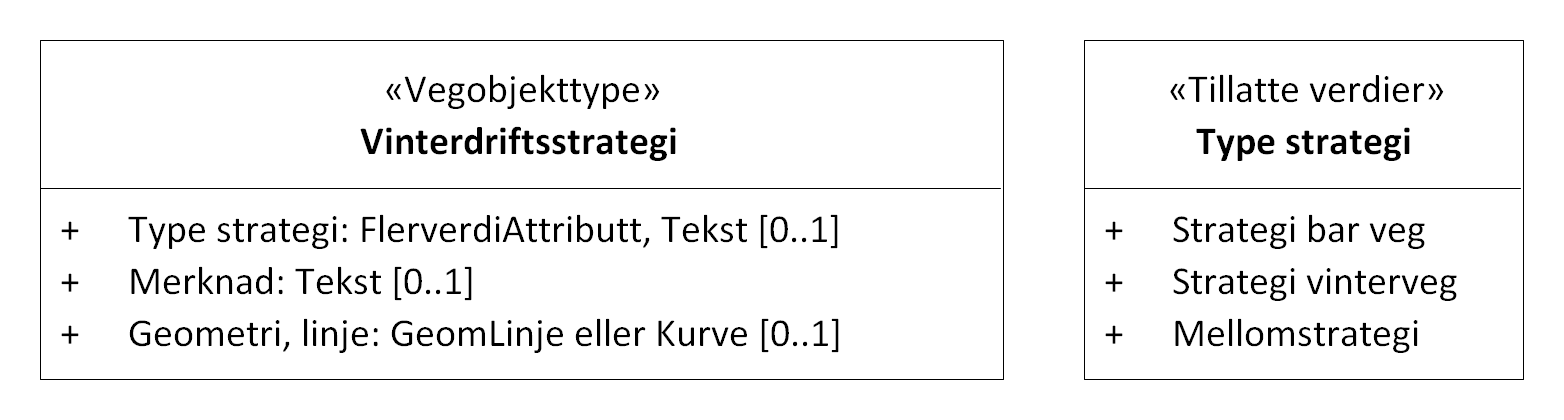 «Vegobjekttype»
Vinterdriftsstrategi
+ Type strategi: FlerverdiAttributt, Tekst [0..1]
+ Merknad: Tekst [0..1]
+ Geometri, linje: GeomLinje eller Kurve [0..1]
«Tillatte verdier»
Type strategi
+ Strategi bar veg
+ Strategi vinterveg
+ Mellomstrategi